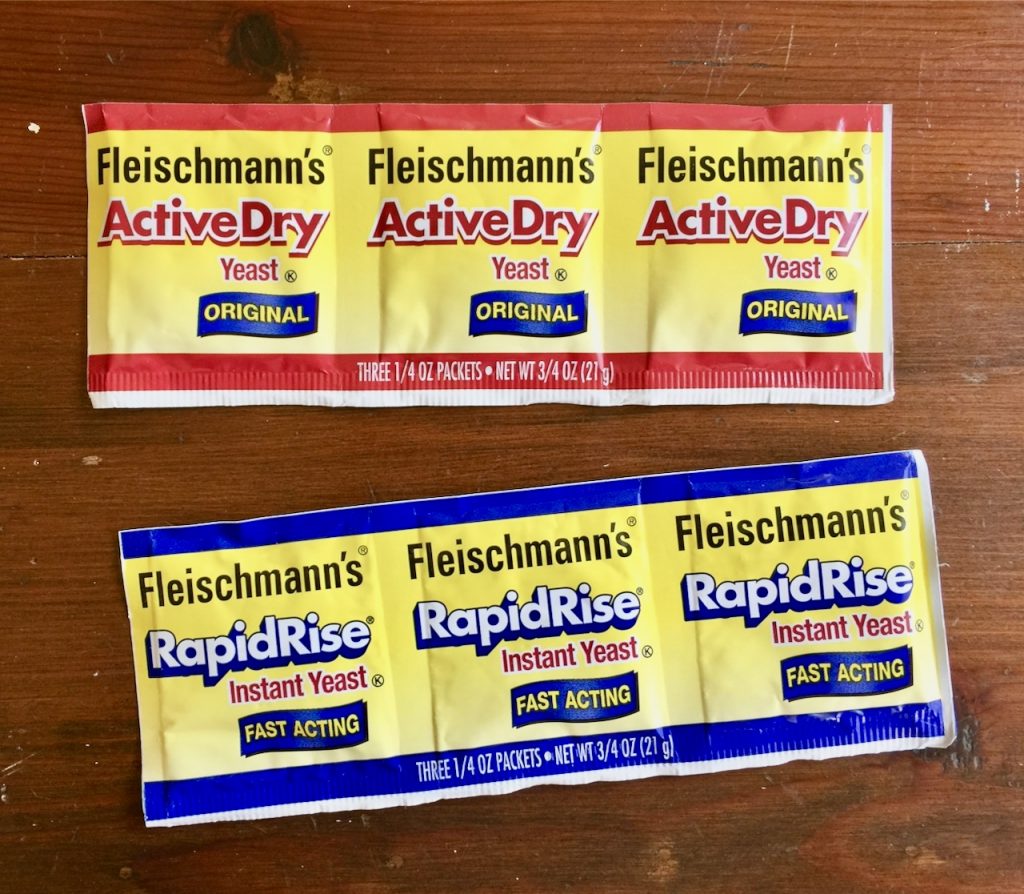 Fleischmann's® Fleischmann's® Fleischmann's®
ActiveDry ActiveDry ActiveDry
Yeast Ⓚ Yeast Ⓚ Yeast Ⓚ
ORIGINAL ORIGINAL ORIGINAL
THREE 1/4 OZ PACKETS • NET WT 3/4 OZ (21 g)
Fleischmann's® Fleischmann's® Fleischmann's®
RapidRise® RapidRise® RapidRise®
Instant Yeast Ⓚ Instant Yeast Ⓚ Instant Yeast Ⓚ
FAST ACTING FAST ACTING FAST ACTING
THREE 1/4 OZ PACKETS • NET WT 3/4 OZ (21 g)